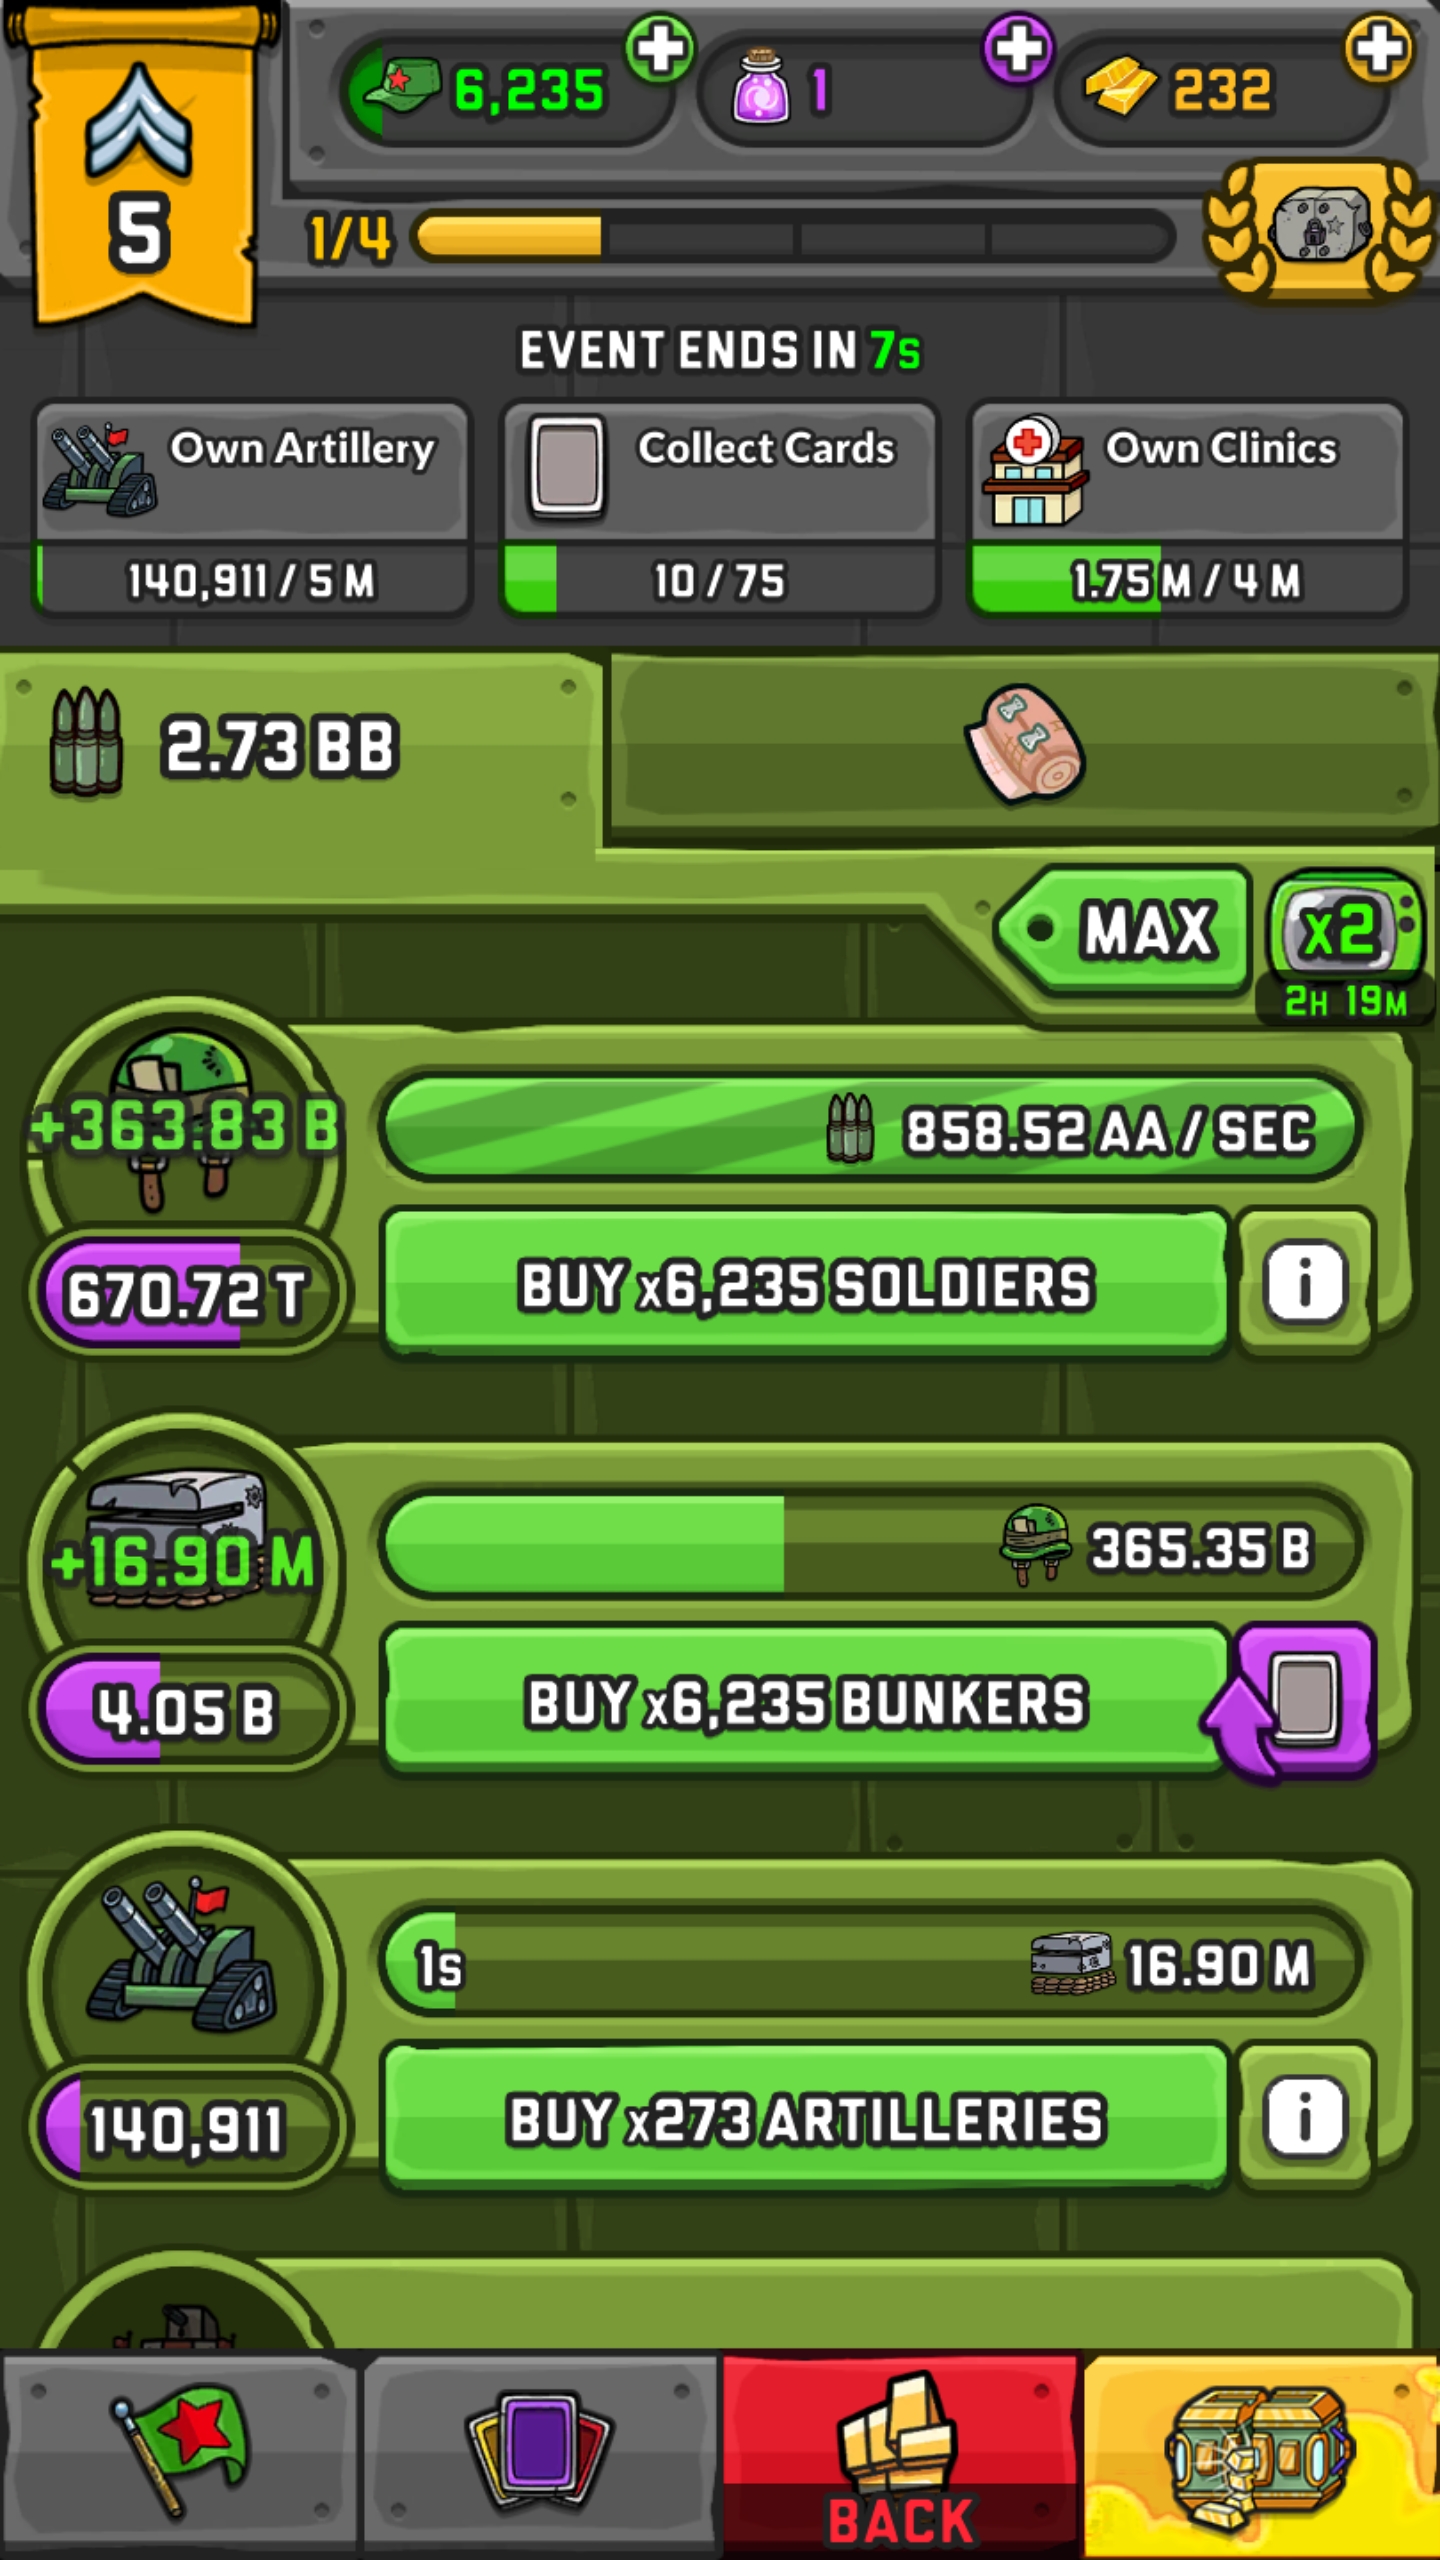 6,235
1
232
5
1/4
EVENT ENDS IN 7s
Own Artillery
140,911 / 5 M
Collect Cards
10 / 75
Own Clinics
1.75 M / 4 M
2.73 BB
MAX
x2
2H 19M
+363.83 B
858.52 AA / SEC
670.72 T
BUY x6,235 SOLDIERS
i
+16.90 M
365.35 B
4.05 B
BUY x6,235 BUNKERS
1s
16.90 M
140,911
BUY x273 ARTILLERIES
i
BACK